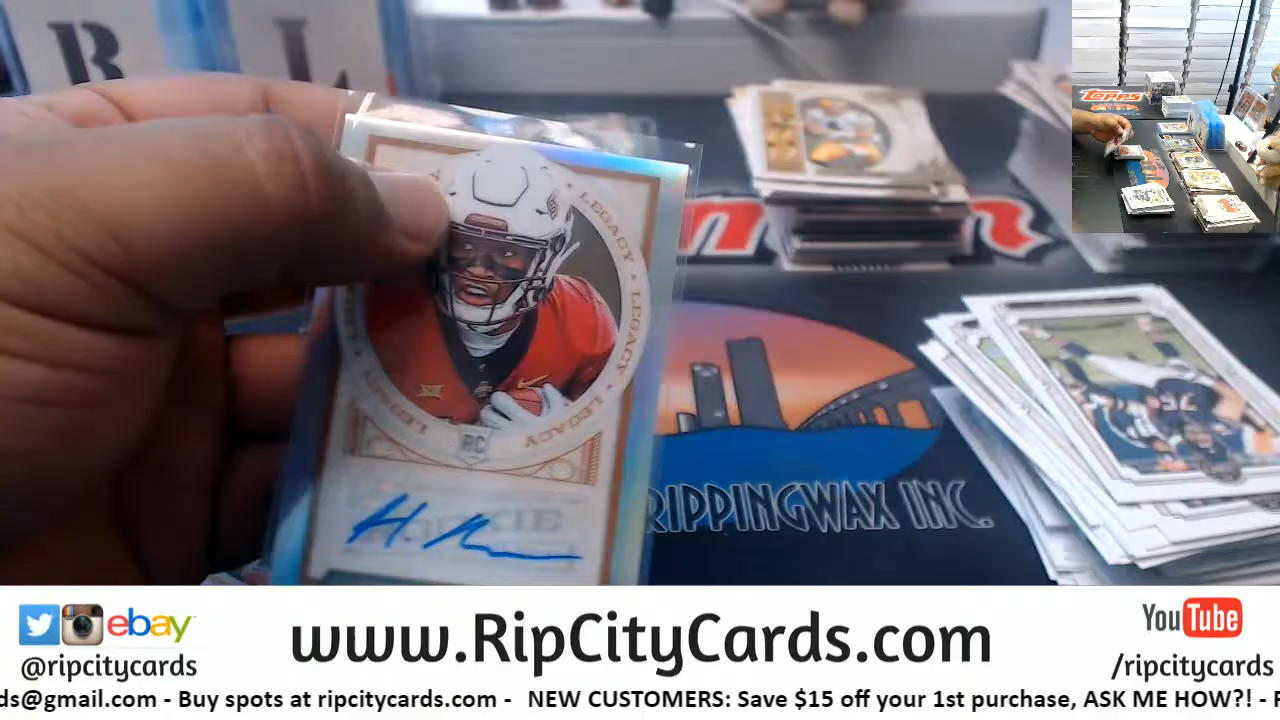 B L
Topps
LEGACY LEGACY LEGACY
RC
ROOKIE
H.
RIPPINGWAX INC.
ebay
@ripcitycards
www.RipCityCards.com
YouTube
/ripcitycards
ds@gmail.com - Buy spots at ripcitycards.com - NEW CUSTOMERS: Save $15 off your 1st purchase, ASK ME HOW?! -